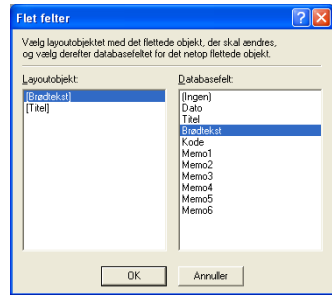 Flet felter
Vælg layoutobjektet med det flettede objekt, der skal ændres,
og vælg derefter databasefeltet for det netop flettede objekt.
Layoutobjekt:
[Brødtekst]
[Titel]
Databasefelt:
(Ingen)
Dato
Titel
Brødtekst
Kode
Memo1
Memo2
Memo3
Memo4
Memo5
Memo6
OK
Annuller